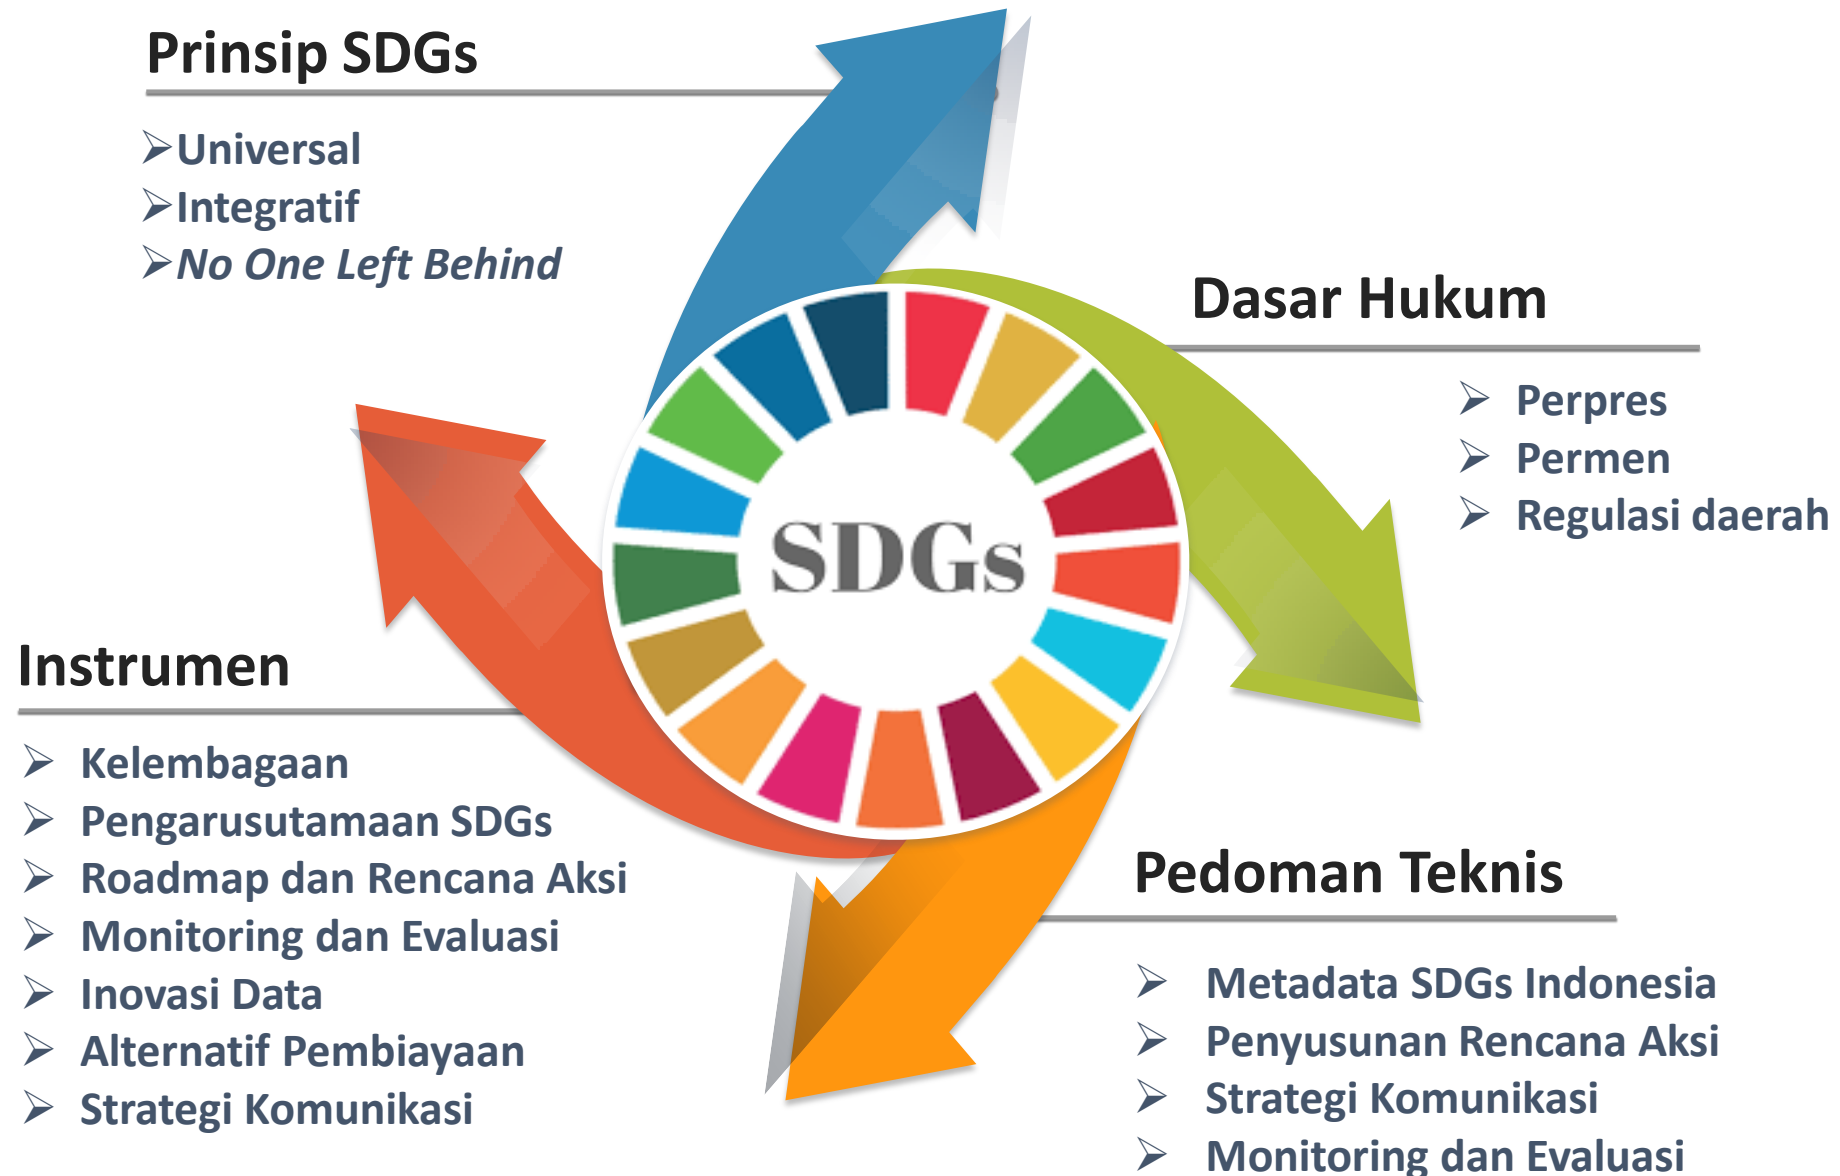 Prinsip SDGs
Universal
Integratif
No One Left Behind
Dasar Hukum
Perpres
Permen
Regulasi daerah
SDGs
Instrumen
Kelembagaan
Pengarusutamaan SDGs
Roadmap dan Rencana Aksi
Monitoring dan Evaluasi
Inovasi Data
Alternatif Pembiayaan
Strategi Komunikasi
Pedoman Teknis
Metadata SDGs Indonesia
Penyusunan Rencana Aksi
Strategi Komunikasi
Monitoring dan Evaluasi